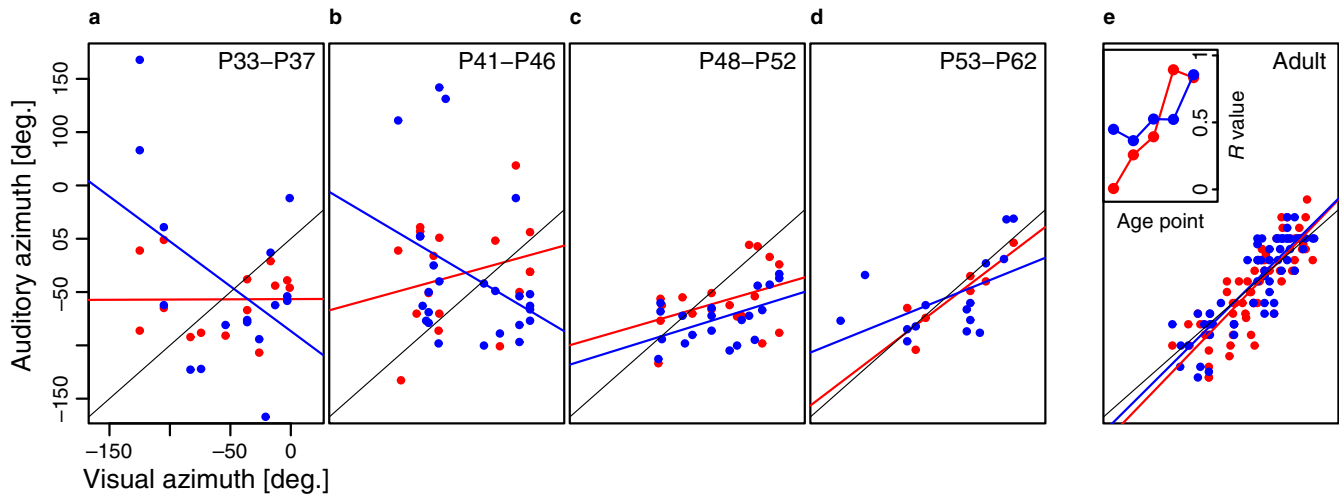 a b c d e
P33–P37 P41–P46 P48–P52 P53–P62 Adult
Auditory azimuth [deg.]
150
100
0
05
−50
−150
−150 −50 0
Visual azimuth [deg.]
1
0.5
0
R value
Age point